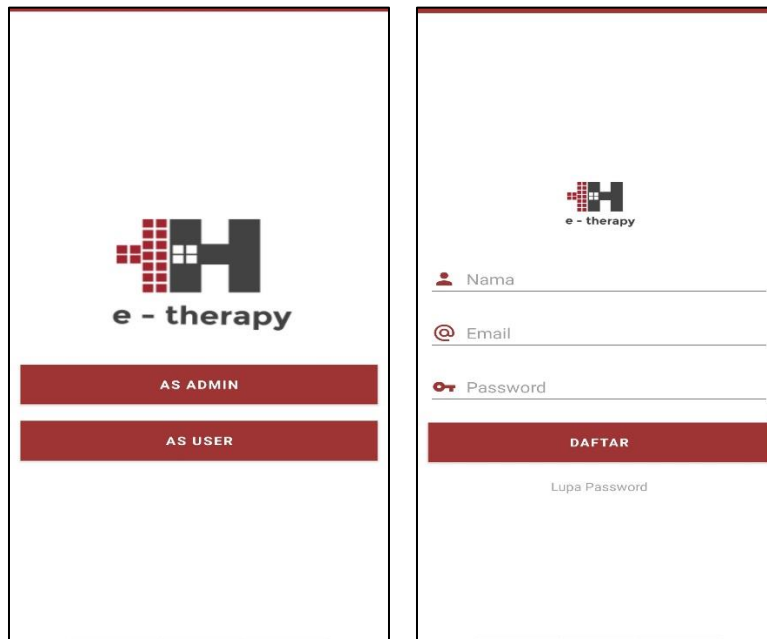 e - therapy
AS ADMIN
AS USER
e - therapy
Nama
Email
Password
DAFTAR
Lupa Password